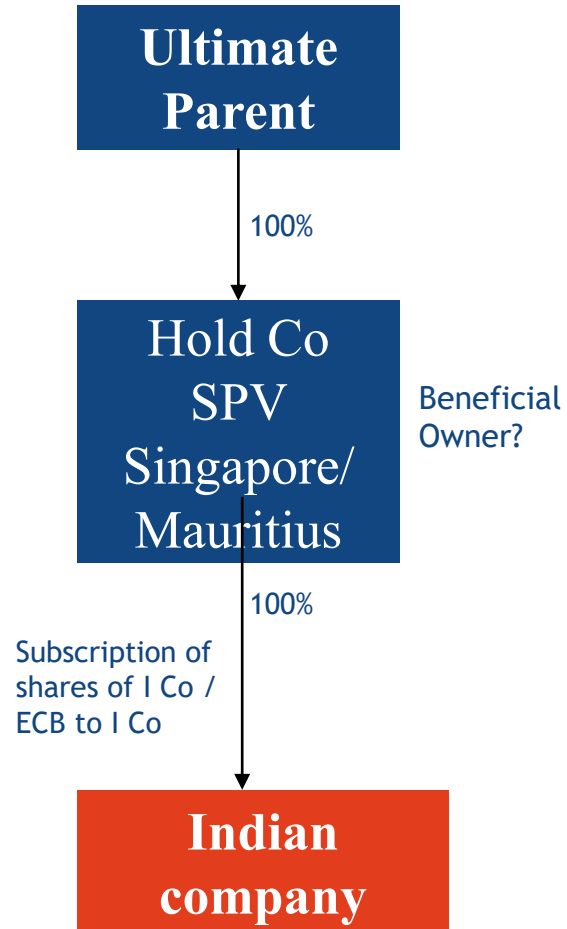 Ultimate
Parent
100%
Hold Co
SPV
Singapore/
Mauritius
Beneficial
Owner?
100%
Subscription of
shares of I Co /
ECB to I Co
Indian
company